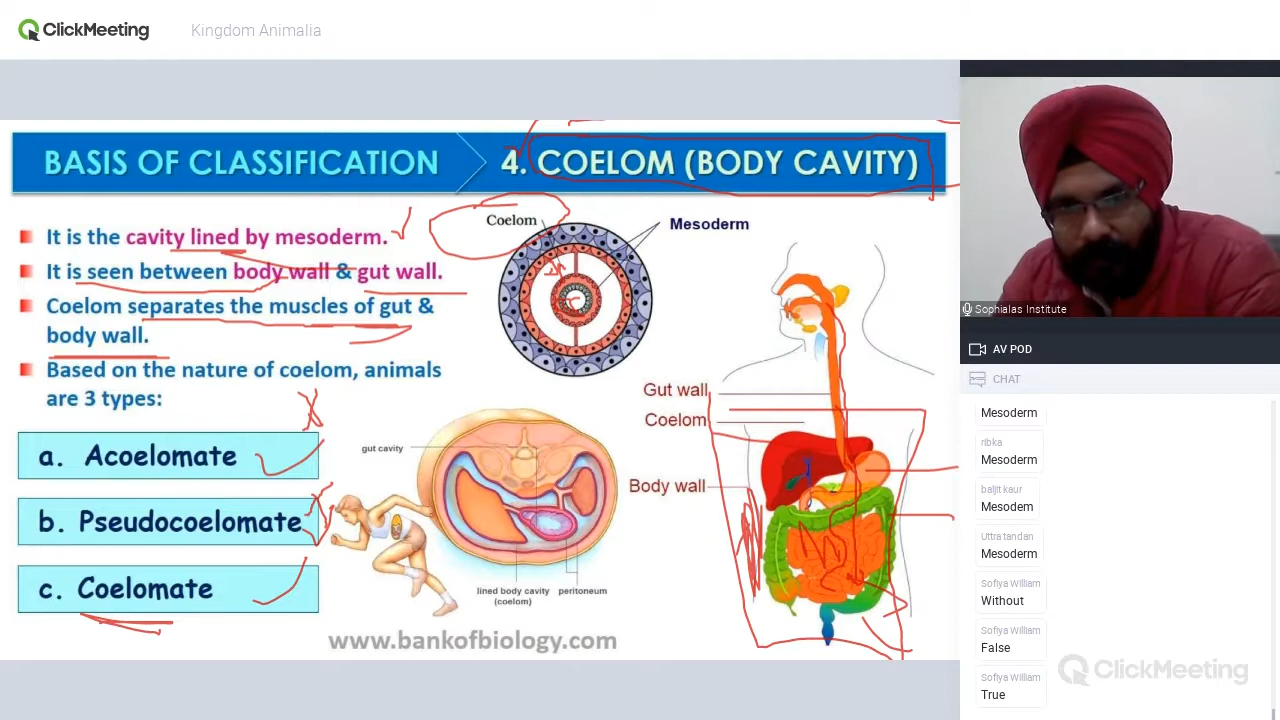 ClickMeeting
Kingdom Animalia
BASIS OF CLASSIFICATION
4. COELOM (BODY CAVITY)
It is the cavity lined by mesoderm.
It is seen between body wall & gut wall.
Coelom separates the muscles of gut &
body wall.
Based on the nature of coelom, animals
are 3 types:
a. Acoelomate
b. Pseudocoelomate
c. Coelomate
Coelom
Mesoderm
gut cavity
lined body cavity
(coelom)
peritoneum
Gut wall
Coelom
Body wall
www.bankofbiology.com
Sophialas Institute
AV POD
CHAT
Mesoderm
ribka
Mesoderm
baljit kaur
Mesodem
Uttra tandan
Mesoderm
Sofiya William
Without
Sofiya William
False
Sofiya William
True
ClickMeeting